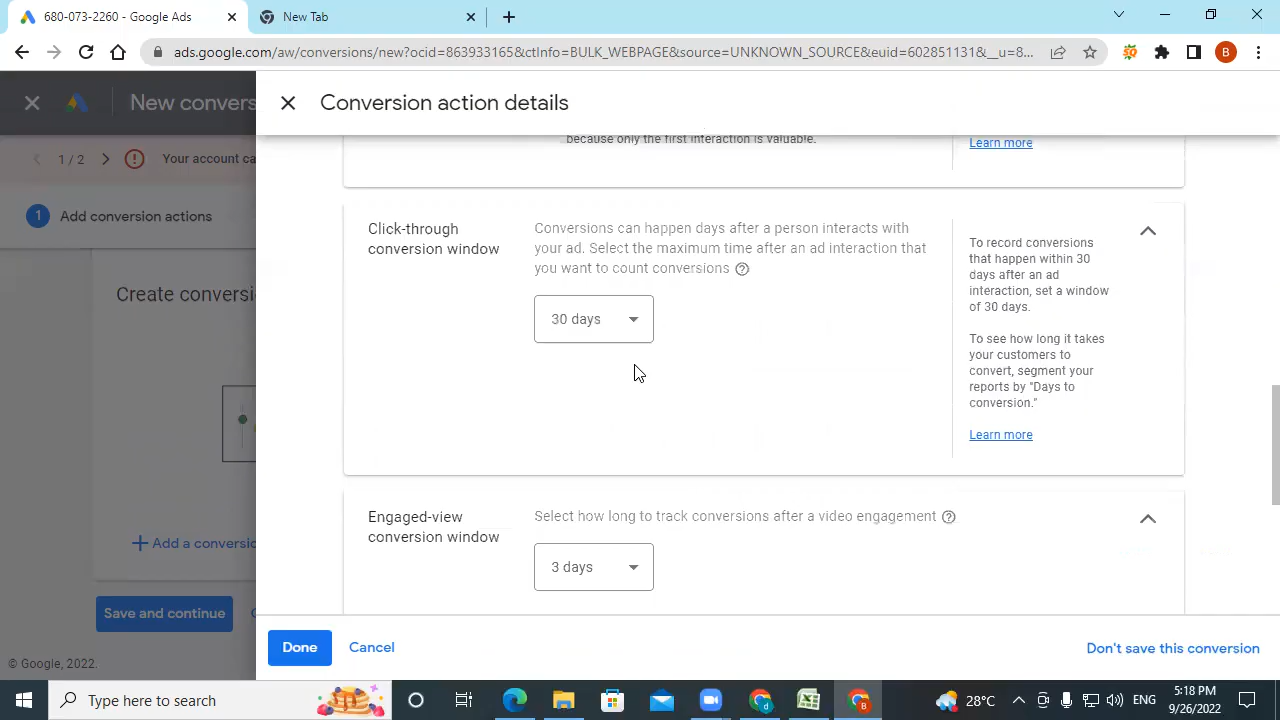 680-073-2260 - Google Ads
New Tab
ads.google.com/aw/conversions/new?ocid=863933165&ctInfo=BULK_WEBPAGE&source=UNKNOWN_SOURCE&euid=602851131&__u=8...
B
New convers
Conversion action details
1 / 2
Your account ca
because only the first interaction is valuable.
Learn more
1 Add conversion actions
Click-through
conversion window
Conversions can happen days after a person interacts with
your ad. Select the maximum time after an ad interaction that
you want to count conversions
30 days
To record conversions
that happen within 30
days after an ad
interaction, set a window
of 30 days.
To see how long it takes
your customers to
convert, segment your
reports by "Days to
conversion."
Learn more
Create conversi
Engaged-view
conversion window
Select how long to track conversions after a video engagement
3 days
Add a conversic
Save and continue
Done
Cancel
Don't save this conversion
© Google, 2022.
Type here to search
28°C
ENG
5:18 PM
9/26/2022